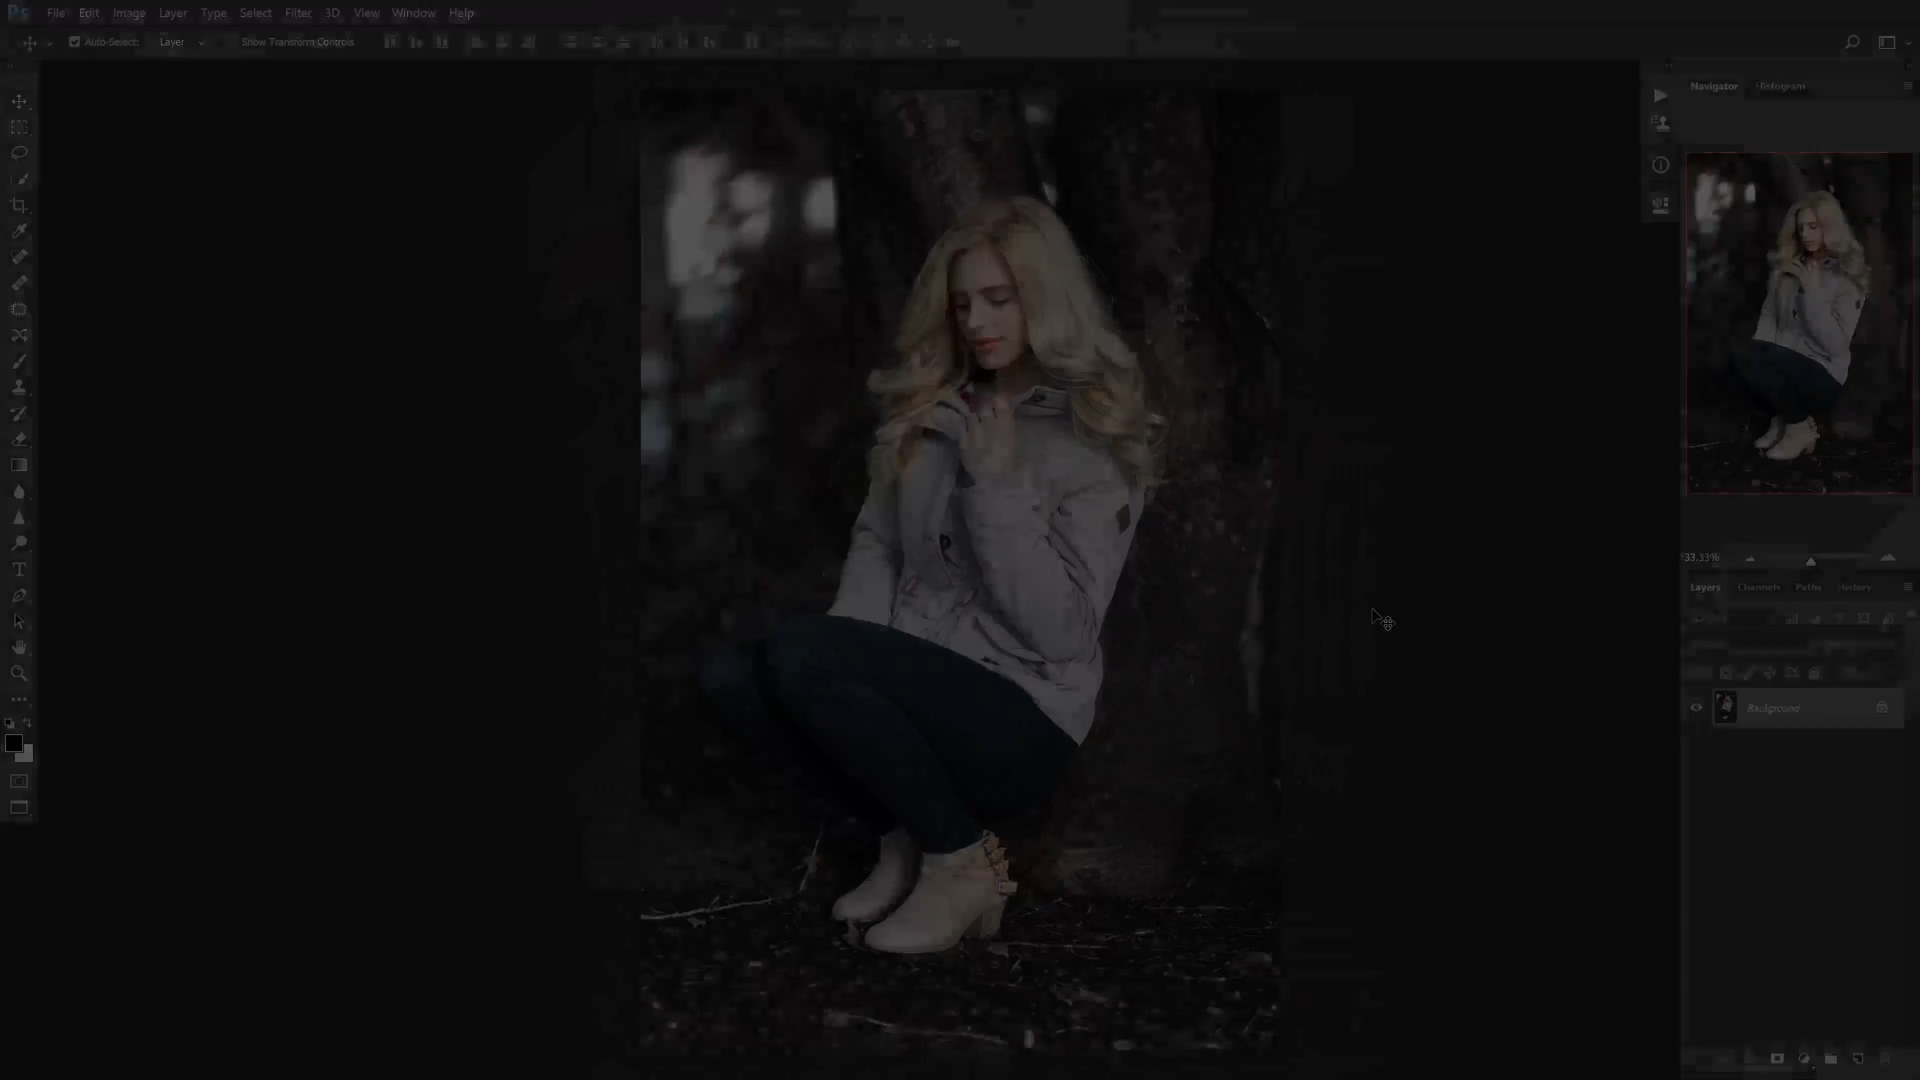 Ps File Edit Image Layer Type Select Filter 3D View Window Help
Auto-Select: Layer Show Transform Controls
Navigator Histogram
33.33%
Layers Channels Paths History
Background